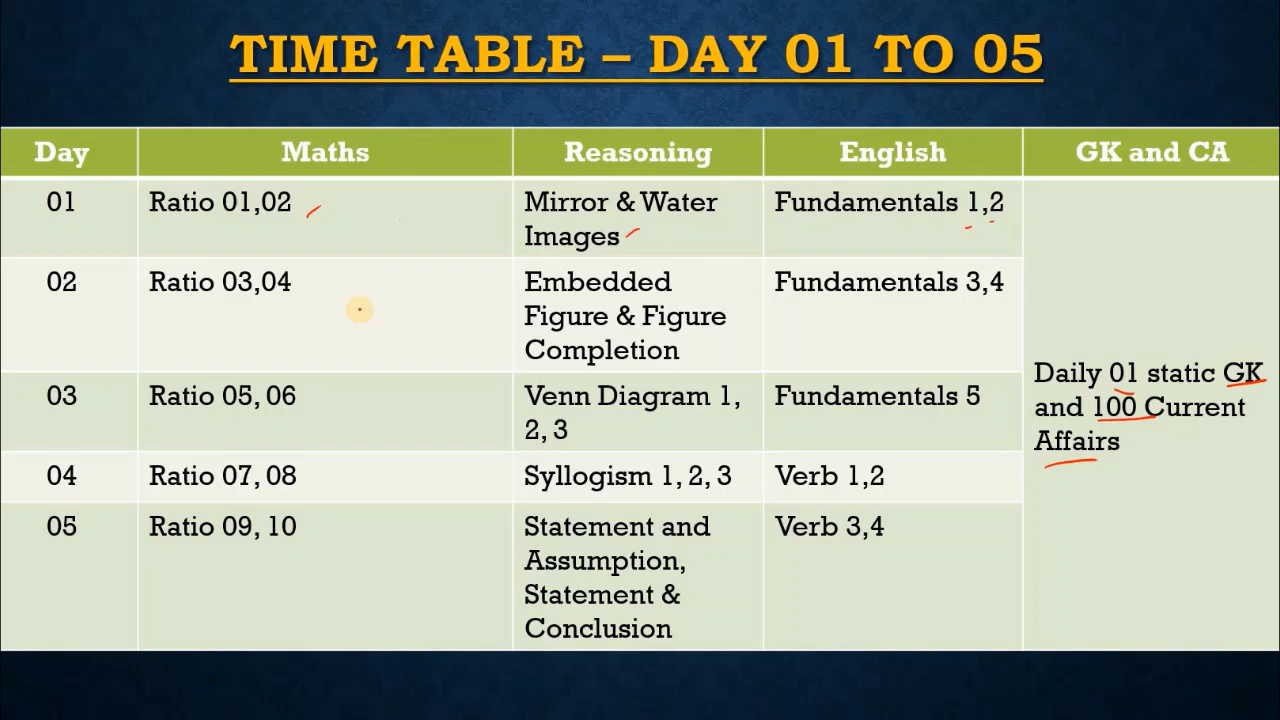 TIME TABLE – DAY 01 TO 05
Day Maths Reasoning English GK and CA
01 Ratio 01,02 Mirror & Water Fundamentals 1,2
Images
02 Ratio 03,04 Embedded Fundamentals 3,4
Figure & Figure
Completion
03 Ratio 05, 06 Venn Diagram 1, Fundamentals 5
2, 3
04 Ratio 07, 08 Syllogism 1, 2, 3 Verb 1,2
05 Ratio 09, 10 Statement and Verb 3,4
Assumption,
Statement &
Conclusion
Daily 01 static GK
and 100 Current
Affairs